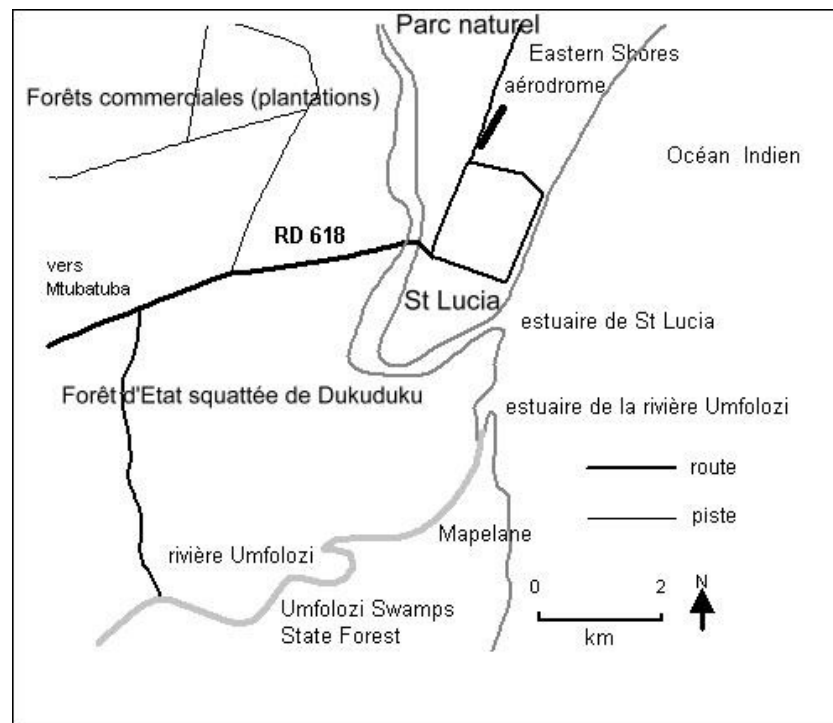 Parc naturel
Eastern Shores
aérodrome
Forêts commerciales (plantations)
Océan Indien
RD 618
vers
Mtubatuba
St Lucia
estuaire de St Lucia
Forêt d'Etat squattée de Dukuduku
estuaire de la rivière Umfolozi
route
piste
Mapelane
rivière Umfolozi
0 2 N
Umfolozi Swamps
State Forest
km